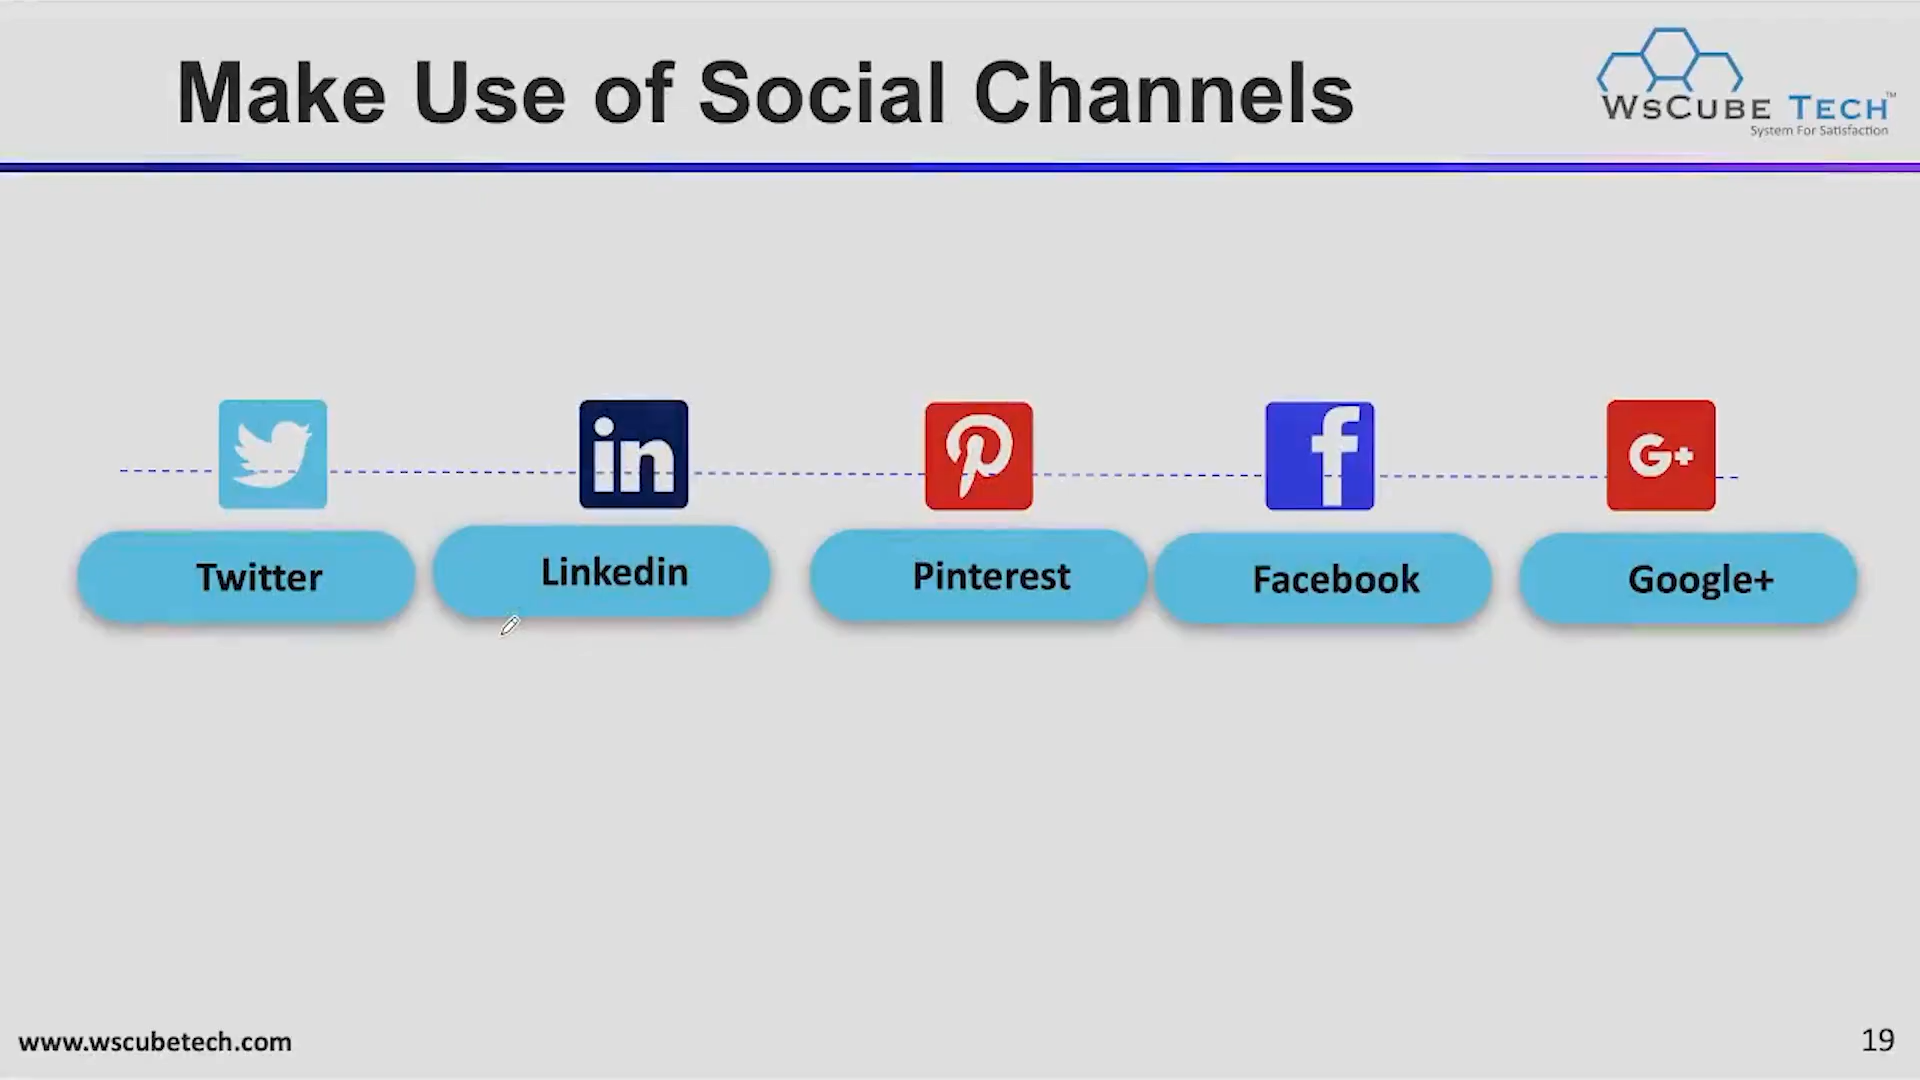 Make Use of Social Channels
WSCUBE TECH™
System For Satisfaction
in
f
G+
Twitter
Linkedin
Pinterest
Facebook
Google+
www.wscubetech.com
19